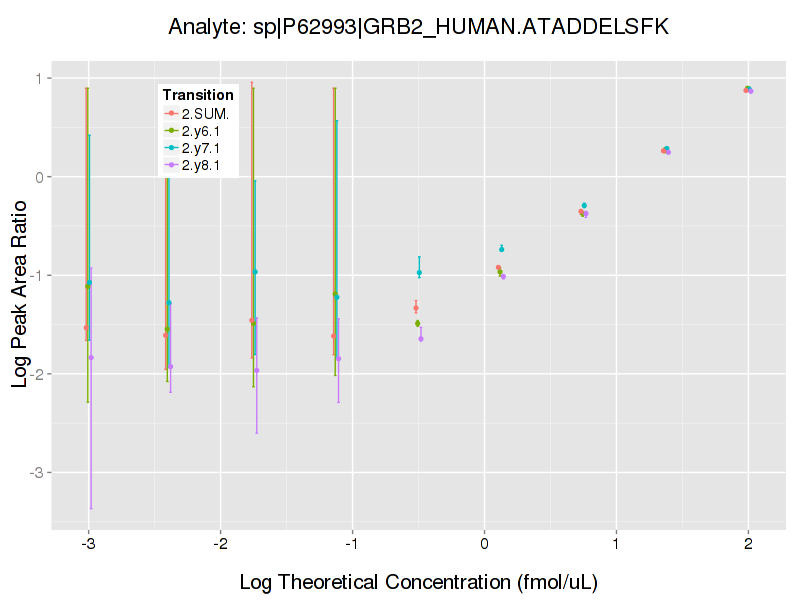 Analyte: sp|P62993|GRB2_HUMAN.ATADDELSFK
Log Peak Area Ratio
1
0
-1
-2
-3
Transition
2.SUM.
2.y6.1
2.y7.1
2.y8.1
-3 -2 -1 0 1 2
Log Theoretical Concentration (fmol/uL)